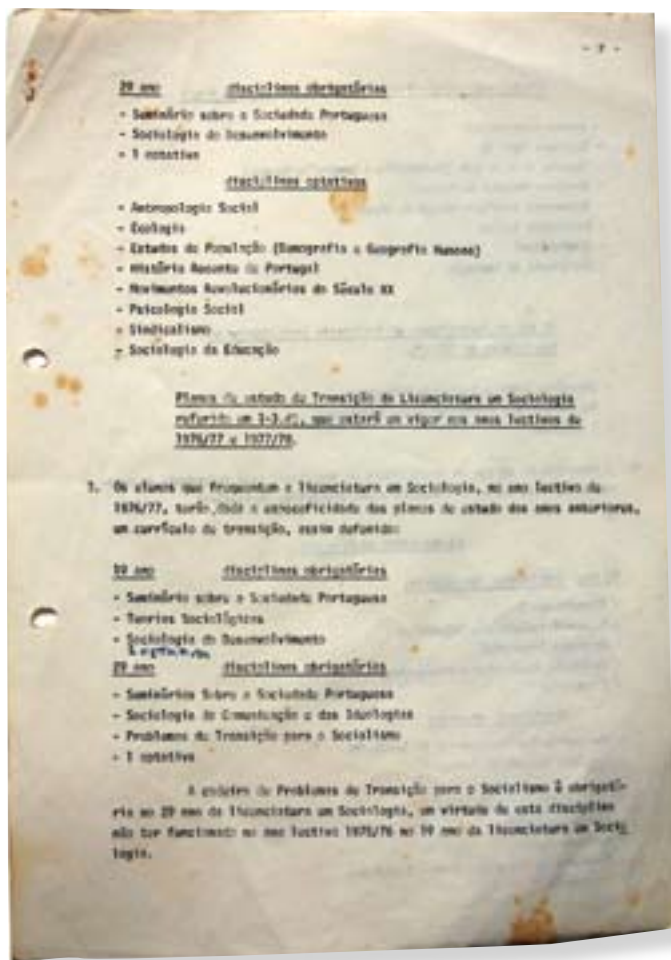 - 7 -
2º ano disciplinas obrigatórias
- Seminário sobre a Sociedade Portuguesa
- Sociologia do Desenvolvimento
- 1 optativa
disciplinas optativas
- Antropologia Social
- Ecologia
- Estudos da População (Demografia e Geografia Humana)
- História Recente de Portugal
- Movimentos Revolucionários do Século XX
- Psicologia Social
- Sindicalismo
- Sociologia da Educação
Planos de estudo da Transição da Licenciatura em Sociologia
referido em que estará em vigor nos anos lectivos de
1976/77 e 1977/78.
1. Os alunos que frequentam a licenciatura em Sociologia, no ano lectivo de
1976/77, terão, dada a especificidade dos planos de estudo dos anos anteriores,
um currículo de transição, assim definido:
1º ano disciplinas obrigatórias
- Seminário sobre a Sociedade Portuguesa
- Teorias Sociológicas
- Sociologia do Desenvolvimento
2º ano disciplinas obrigatórias
- Seminários Sobre a Sociedade Portuguesa
- Sociologia da Comunicação e das Ideologias
- Problemas da Transição para o Socialismo
- 1 optativa
A cadeira de Problemas da Transição para o Socialismo é obrigató-
ria no 2º ano da licenciatura em Sociologia, em virtude de esta disciplina
não ter funcionado no ano lectivo 1975/76 no 1º ano da licenciatura em Socio
logia.